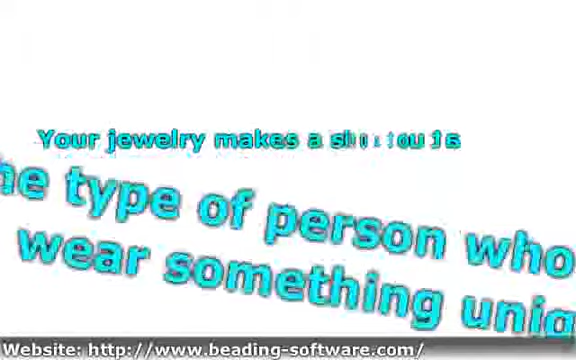 Your jewelry makes a
he type of person who
wear something uniq
Website: http://www.beading-software.com/